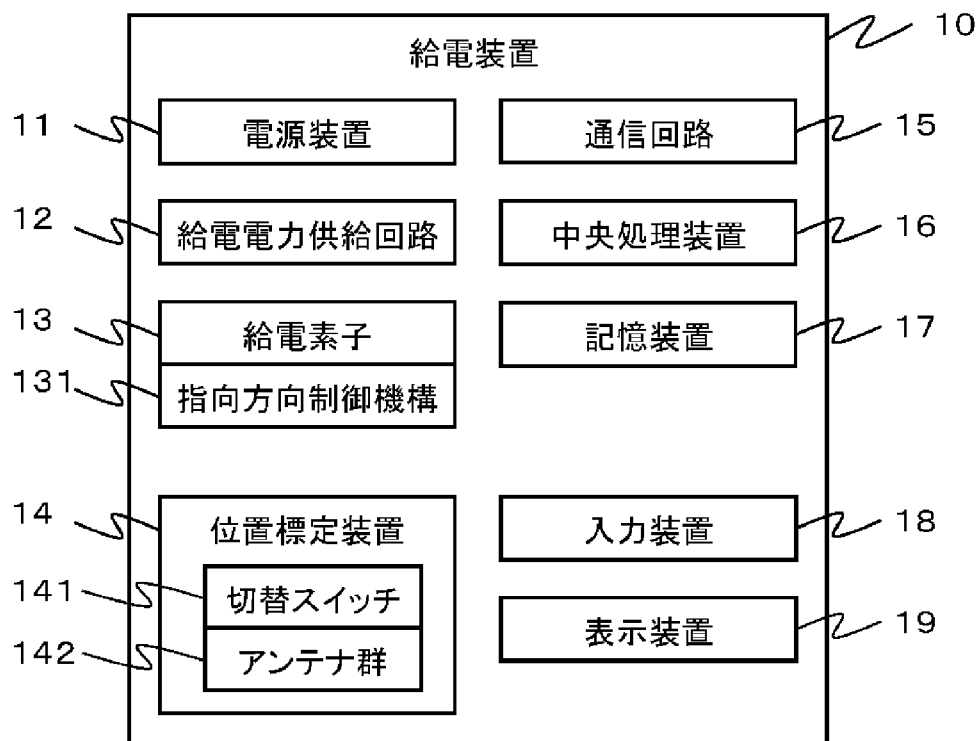 10
給電装置
11
電源装置
通信回路
15
12
給電電力供給回路
中央処理装置
16
13
給電素子
記憶装置
17
131
指向方向制御機構
14
位置標定装置
入力装置
18
141
切替スイッチ
表示装置
19
142
アンテナ群